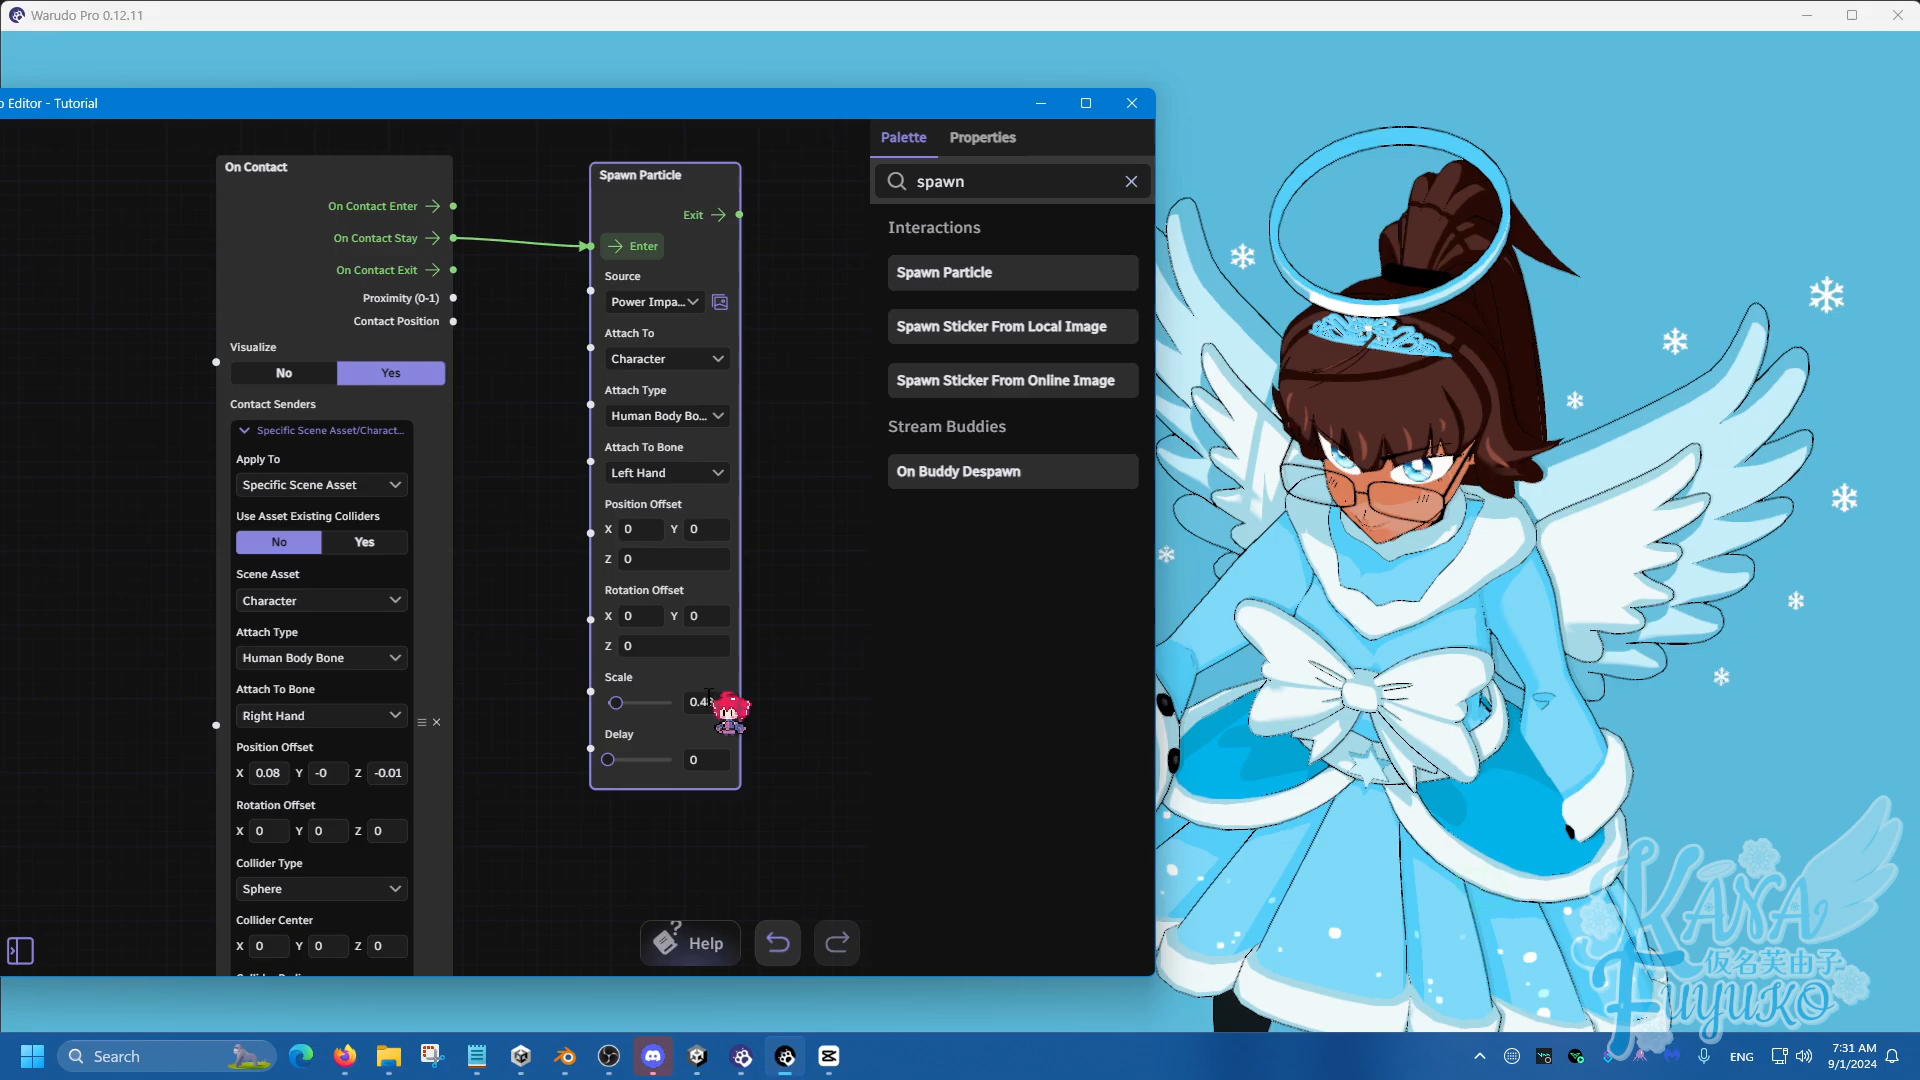 Warudo Pro 0.12.11
o Editor - Tutorial
On Contact
On Contact Enter
On Contact Stay
On Contact Exit
Proximity (0-1)
Contact Position
Visualize
No
Yes
Contact Senders
Specific Scene Asset/Charact...
Apply To
Specific Scene Asset
Use Asset Existing Colliders
No
Yes
Scene Asset
Character
Attach Type
Human Body Bone
Attach To Bone
Right Hand
Position Offset
X 0.08 Y -0 Z -0.01
Rotation Offset
X 0 Y 0 Z 0
Collider Type
Sphere
Collider Center
X 0 Y 0 Z 0
Spawn Particle
Exit
Enter
Source
Power Impa...
Attach To
Character
Attach Type
Human Body Bo...
Attach To Bone
Left Hand
Position Offset
X 0 Y 0
Z 0
Rotation Offset
X 0 Y 0
Z 0
Scale
0.4
Delay
0
Help
Palette
Properties
spawn
Interactions
Spawn Particle
Spawn Sticker From Local Image
Spawn Sticker From Online Image
Stream Buddies
On Buddy Despawn
KANA
仮名芙由子
FUYUKO
Search
ENG
7:31 AM
9/1/2024